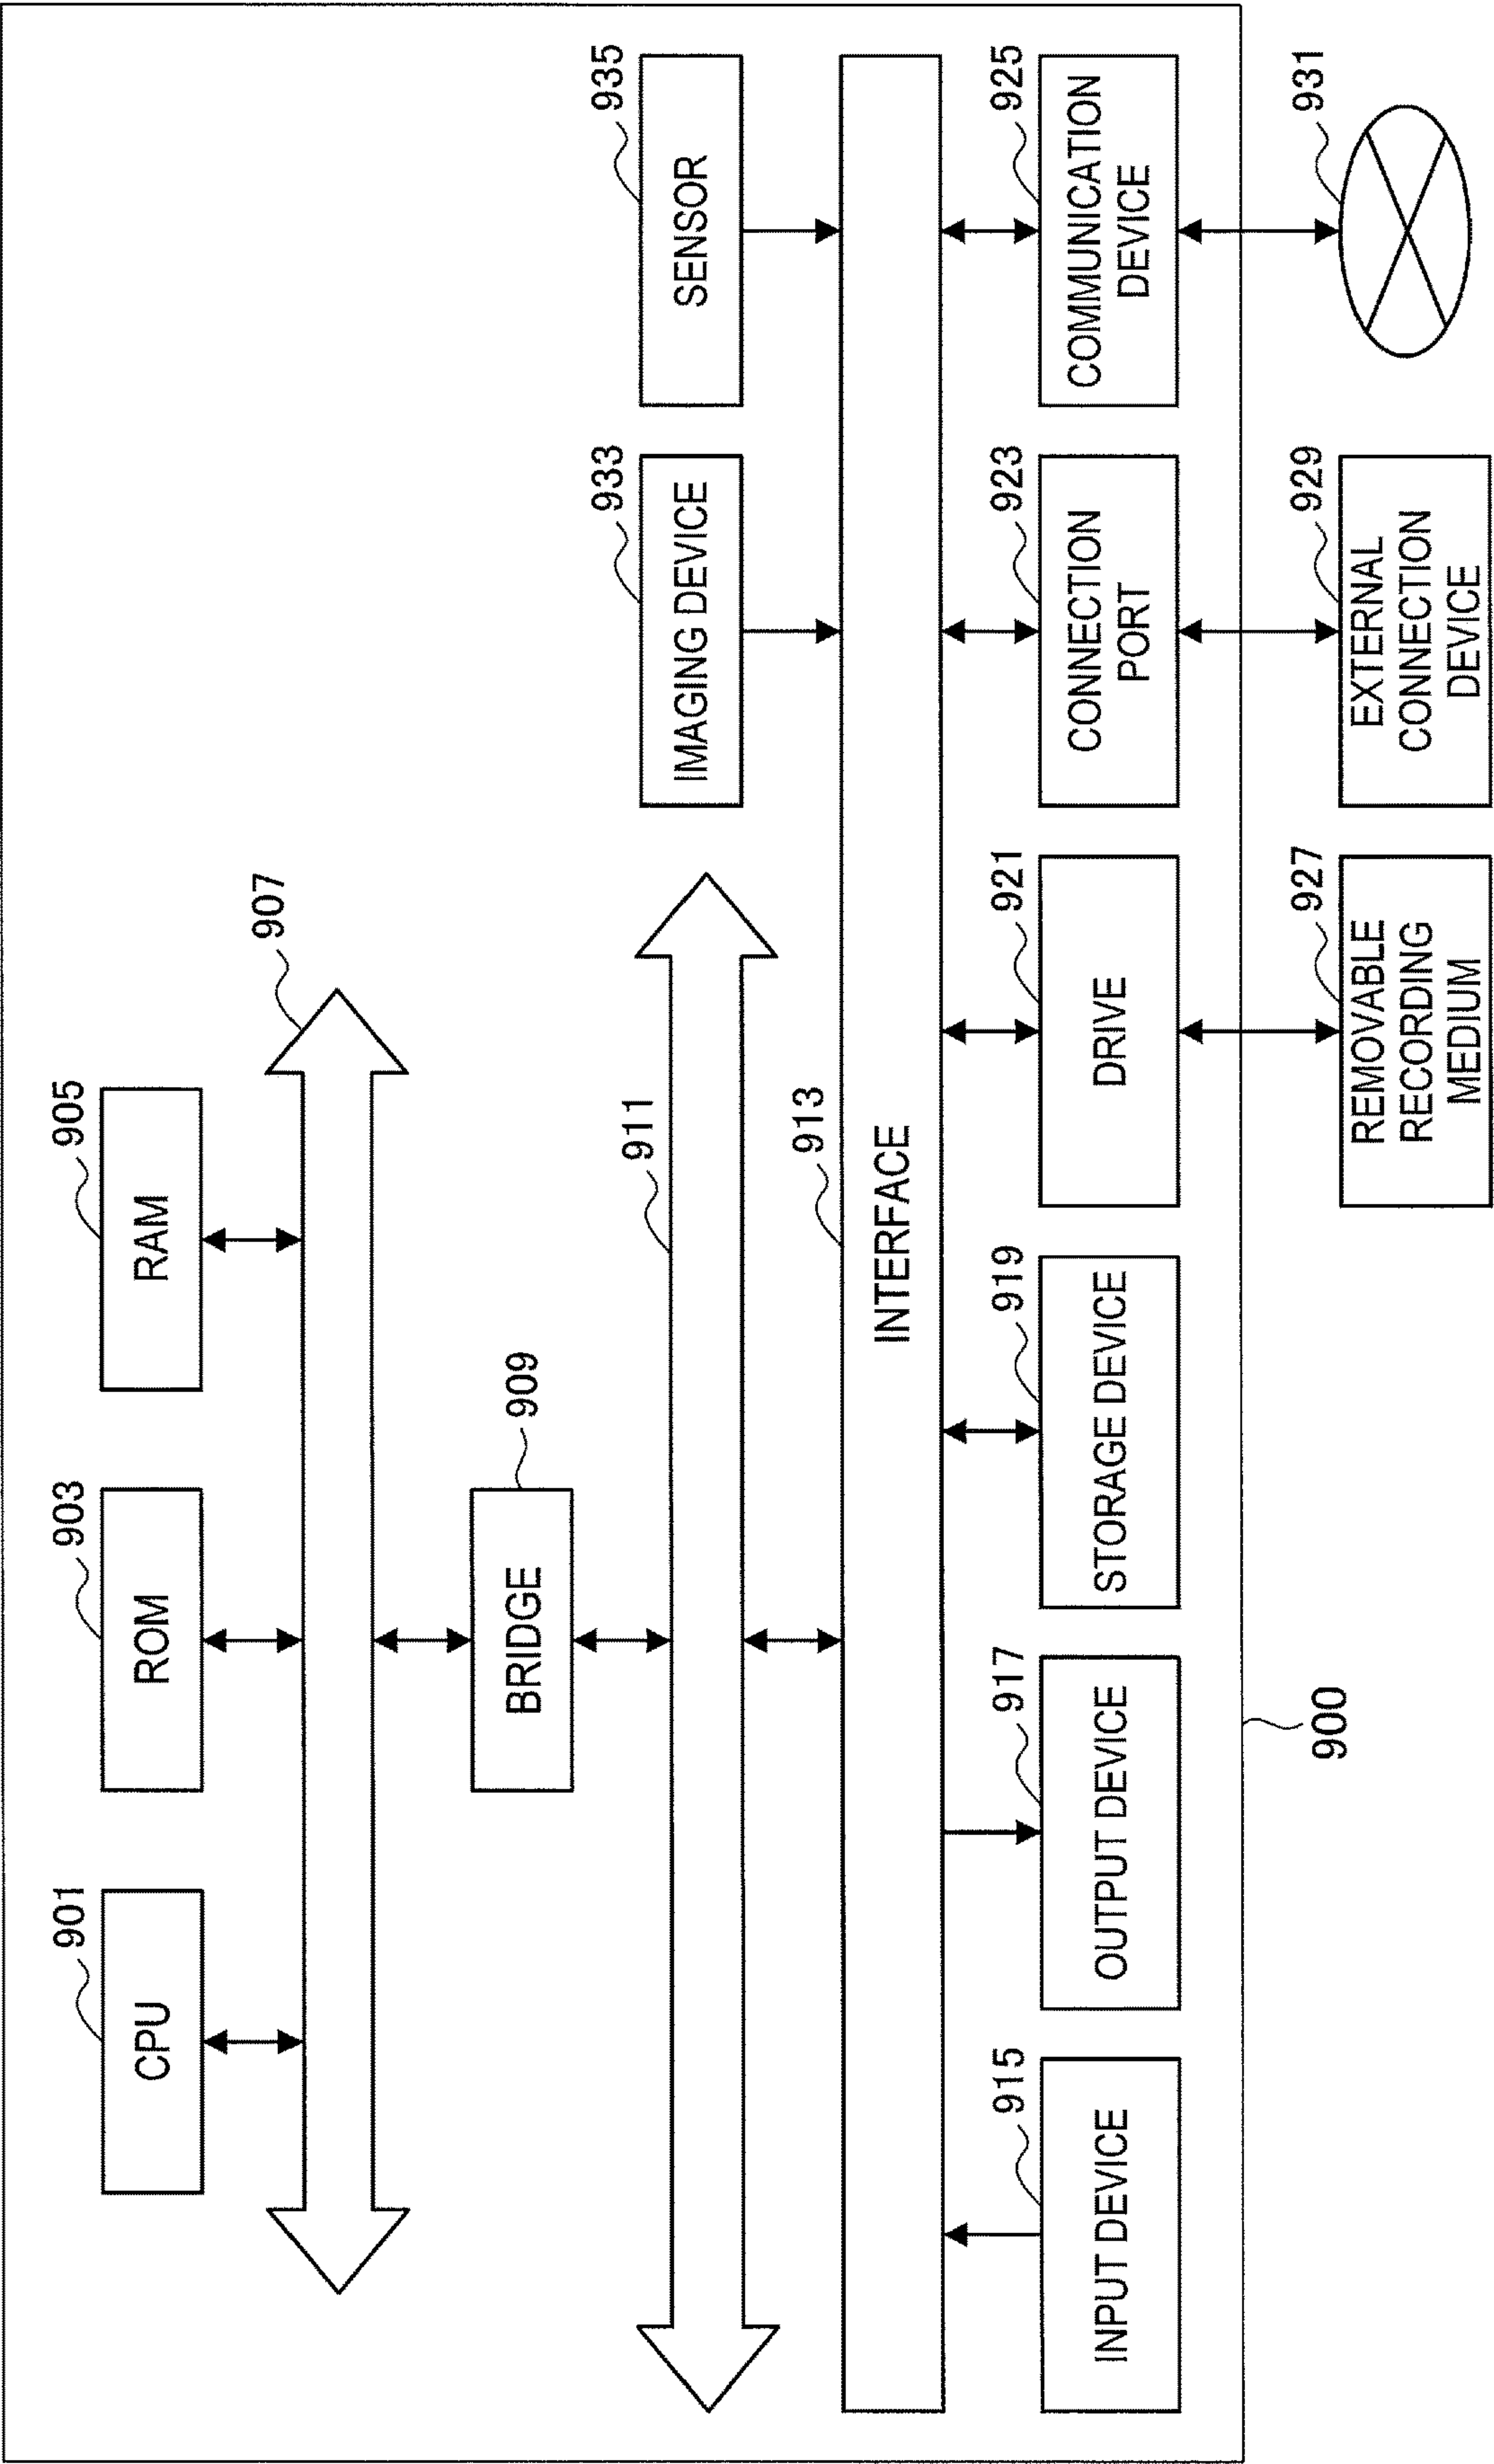 901
CPU
903
ROM
905
RAM
907
909
BRIDGE
911
933
IMAGING DEVICE
935
SENSOR
913
INTERFACE
915
INPUT DEVICE
917
OUTPUT DEVICE
919
STORAGE DEVICE
921
DRIVE
923
CONNECTION
PORT
925
COMMUNICATION
DEVICE
900
927
REMOVABLE
RECORDING
MEDIUM
929
EXTERNAL
CONNECTION
DEVICE
931